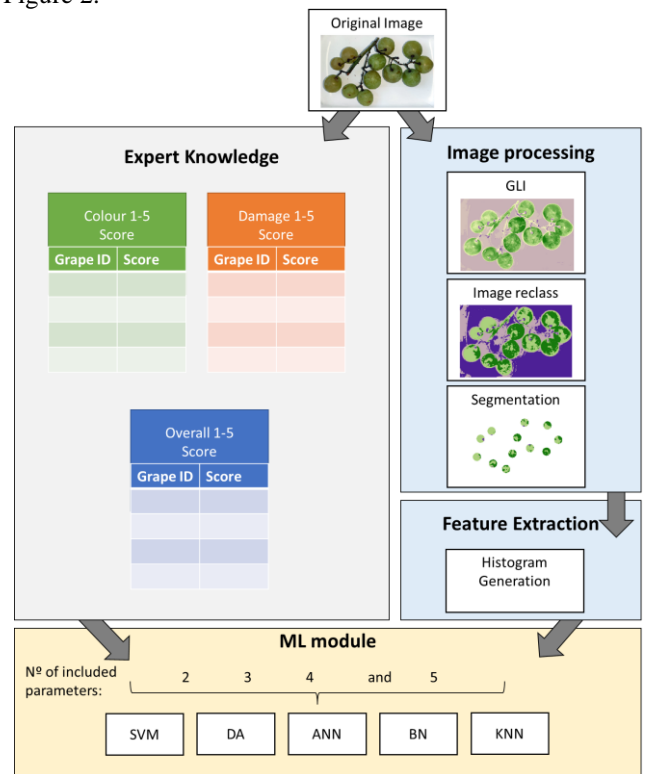 Figure 2.
Original Image
Expert Knowledge
Colour 1-5
Score
Grape ID Score
Damage 1-5
Score
Grape ID Score
Overall 1-5
Score
Grape ID Score
Image processing
GLI
Image reclass
Segmentation
Feature Extraction
Histogram
Generation
ML module
Nº of included
parameters:
2 3 4 and 5
SVM DA ANN BN KNN